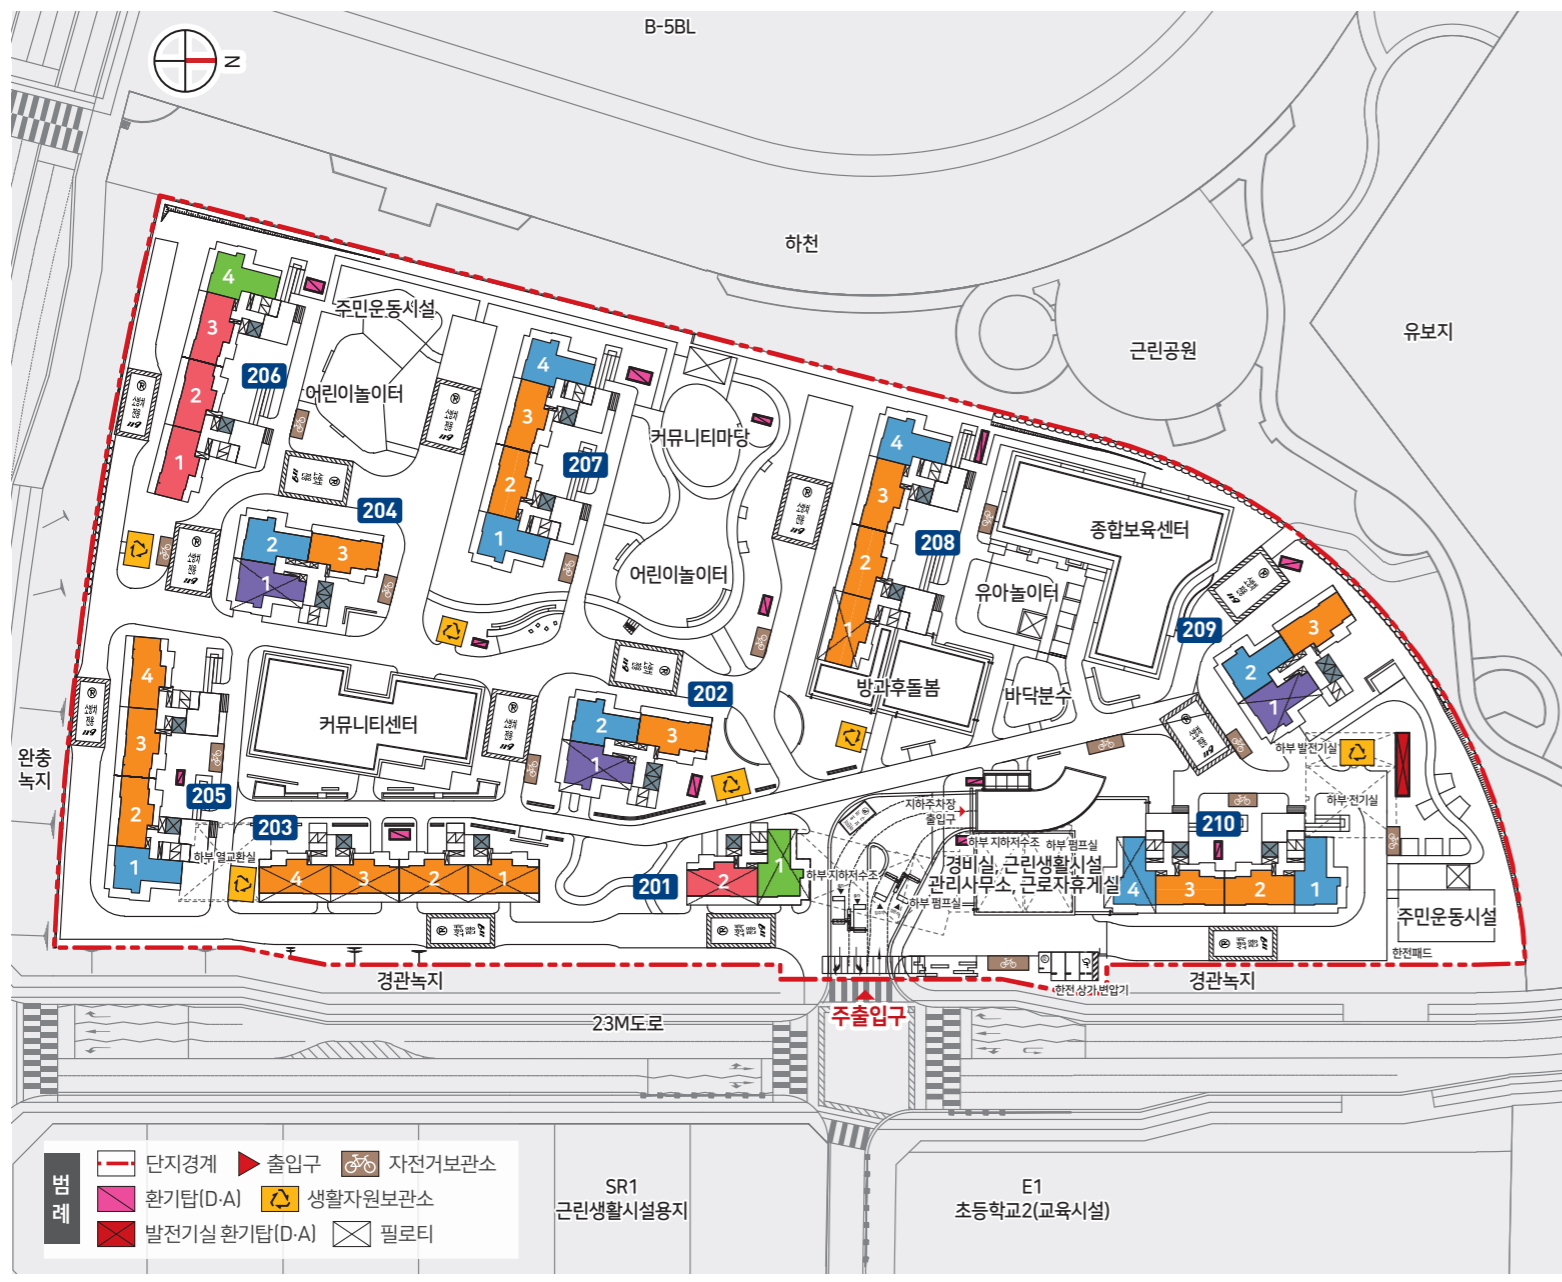 B-5BL
N
하천
근린공원
유보지
4
3
2
1
206
주민운동시설
어린이놀이터
4
3
2
1
207
커뮤니티마당
어린이놀이터
4
3
2
1
208
종합보육센터
유아놀이터
방과후돌봄
바닥분수
204
2
3
1
209
3
2
1
4
3
2
1
205
커뮤니티센터
202
2
3
1
완충
녹지
203
하부 열교환실
4
3
2
1
201
2
1
하부 지하저수조
지하주차장
출입구
하부 지하저수조
하부 펌프실
경비실, 근린생활시설
관리사무소, 근로자휴게실
하부 펌프실
하부 발전기실
하부 전기실
210
4
3
2
1
주민운동시설
한전패드
한전 상가 변압기
경관녹지
경관녹지
주출입구
23M도로
SR1
근린생활시설용지
E1
초등학교2(교육시설)
범례
단지경계
출입구
자전거보관소
환기탑(D·A)
생활자원보관소
발전기실 환기탑(D·A)
필로티